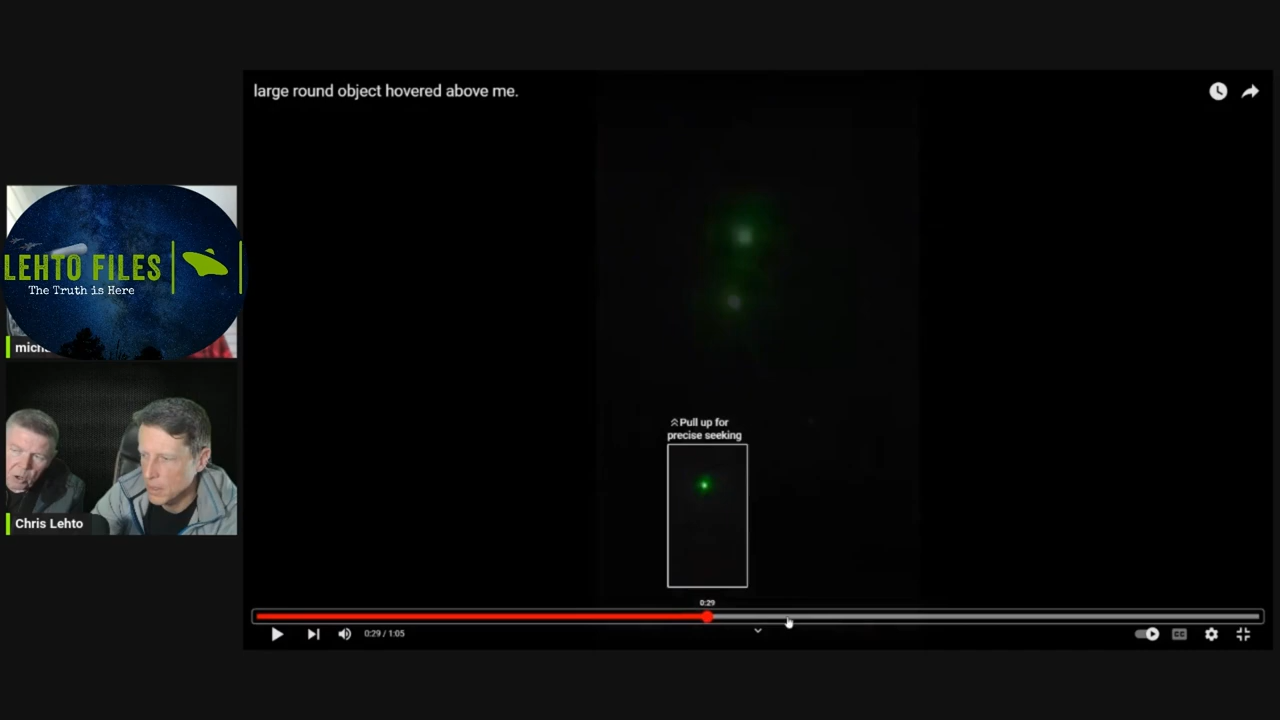 large round object hovered above me.
LEHTO FILES
The Truth is Here
Chris Lehto
Pull up for
precise seeking
0:29
0:29 / 1:05
CC